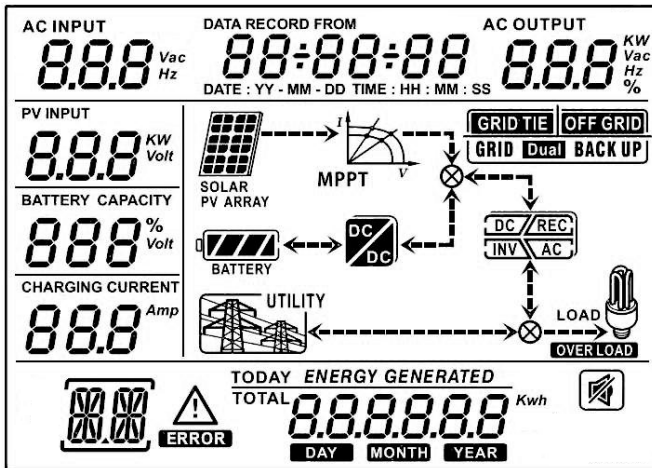 AC INPUT
8.8.8 Vac
Hz
DATA RECORD FROM
88÷88÷88
DATE : YY - MM - DD TIME : HH : MM : SS
AC OUTPUT
8.8.8 KW
Vac
Hz
%
PV INPUT
8.8.8 KW
Volt
BATTERY CAPACITY
888 %
Volt
CHARGING CURRENT
88.8 Amp
SOLAR
PV ARRAY
I
V
MPPT
GRID TIE OFF GRID
GRID Dual BACK UP
BATTERY
DC
DC
DC REC
INV AC
UTILITY
LOAD
OVER LOAD
ERROR
TODAY ENERGY GENERATED
TOTAL 8.8.8.8.8.8 Kwh
DAY MONTH YEAR